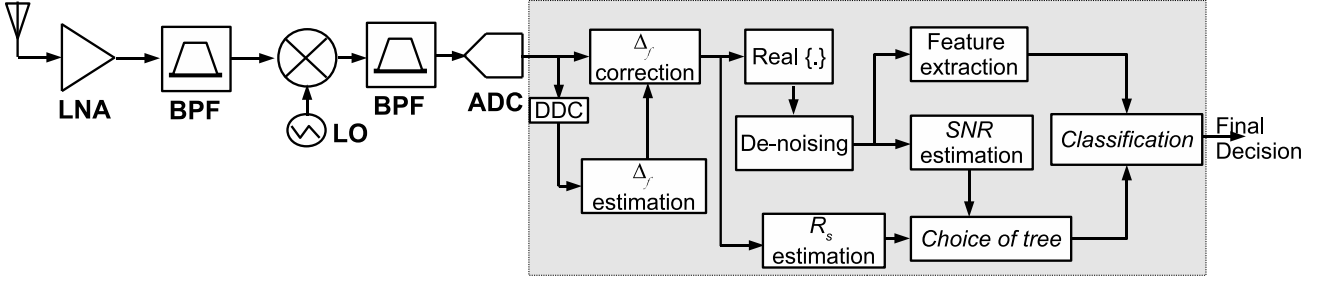 LNA
BPF
LO
BPF
ADC
DDC
Δf
correction
Δf
estimation
Real {.}
De-noising
Rs
estimation
Feature
extraction
SNR
estimation
Choice of tree
Classification
Final
Decision